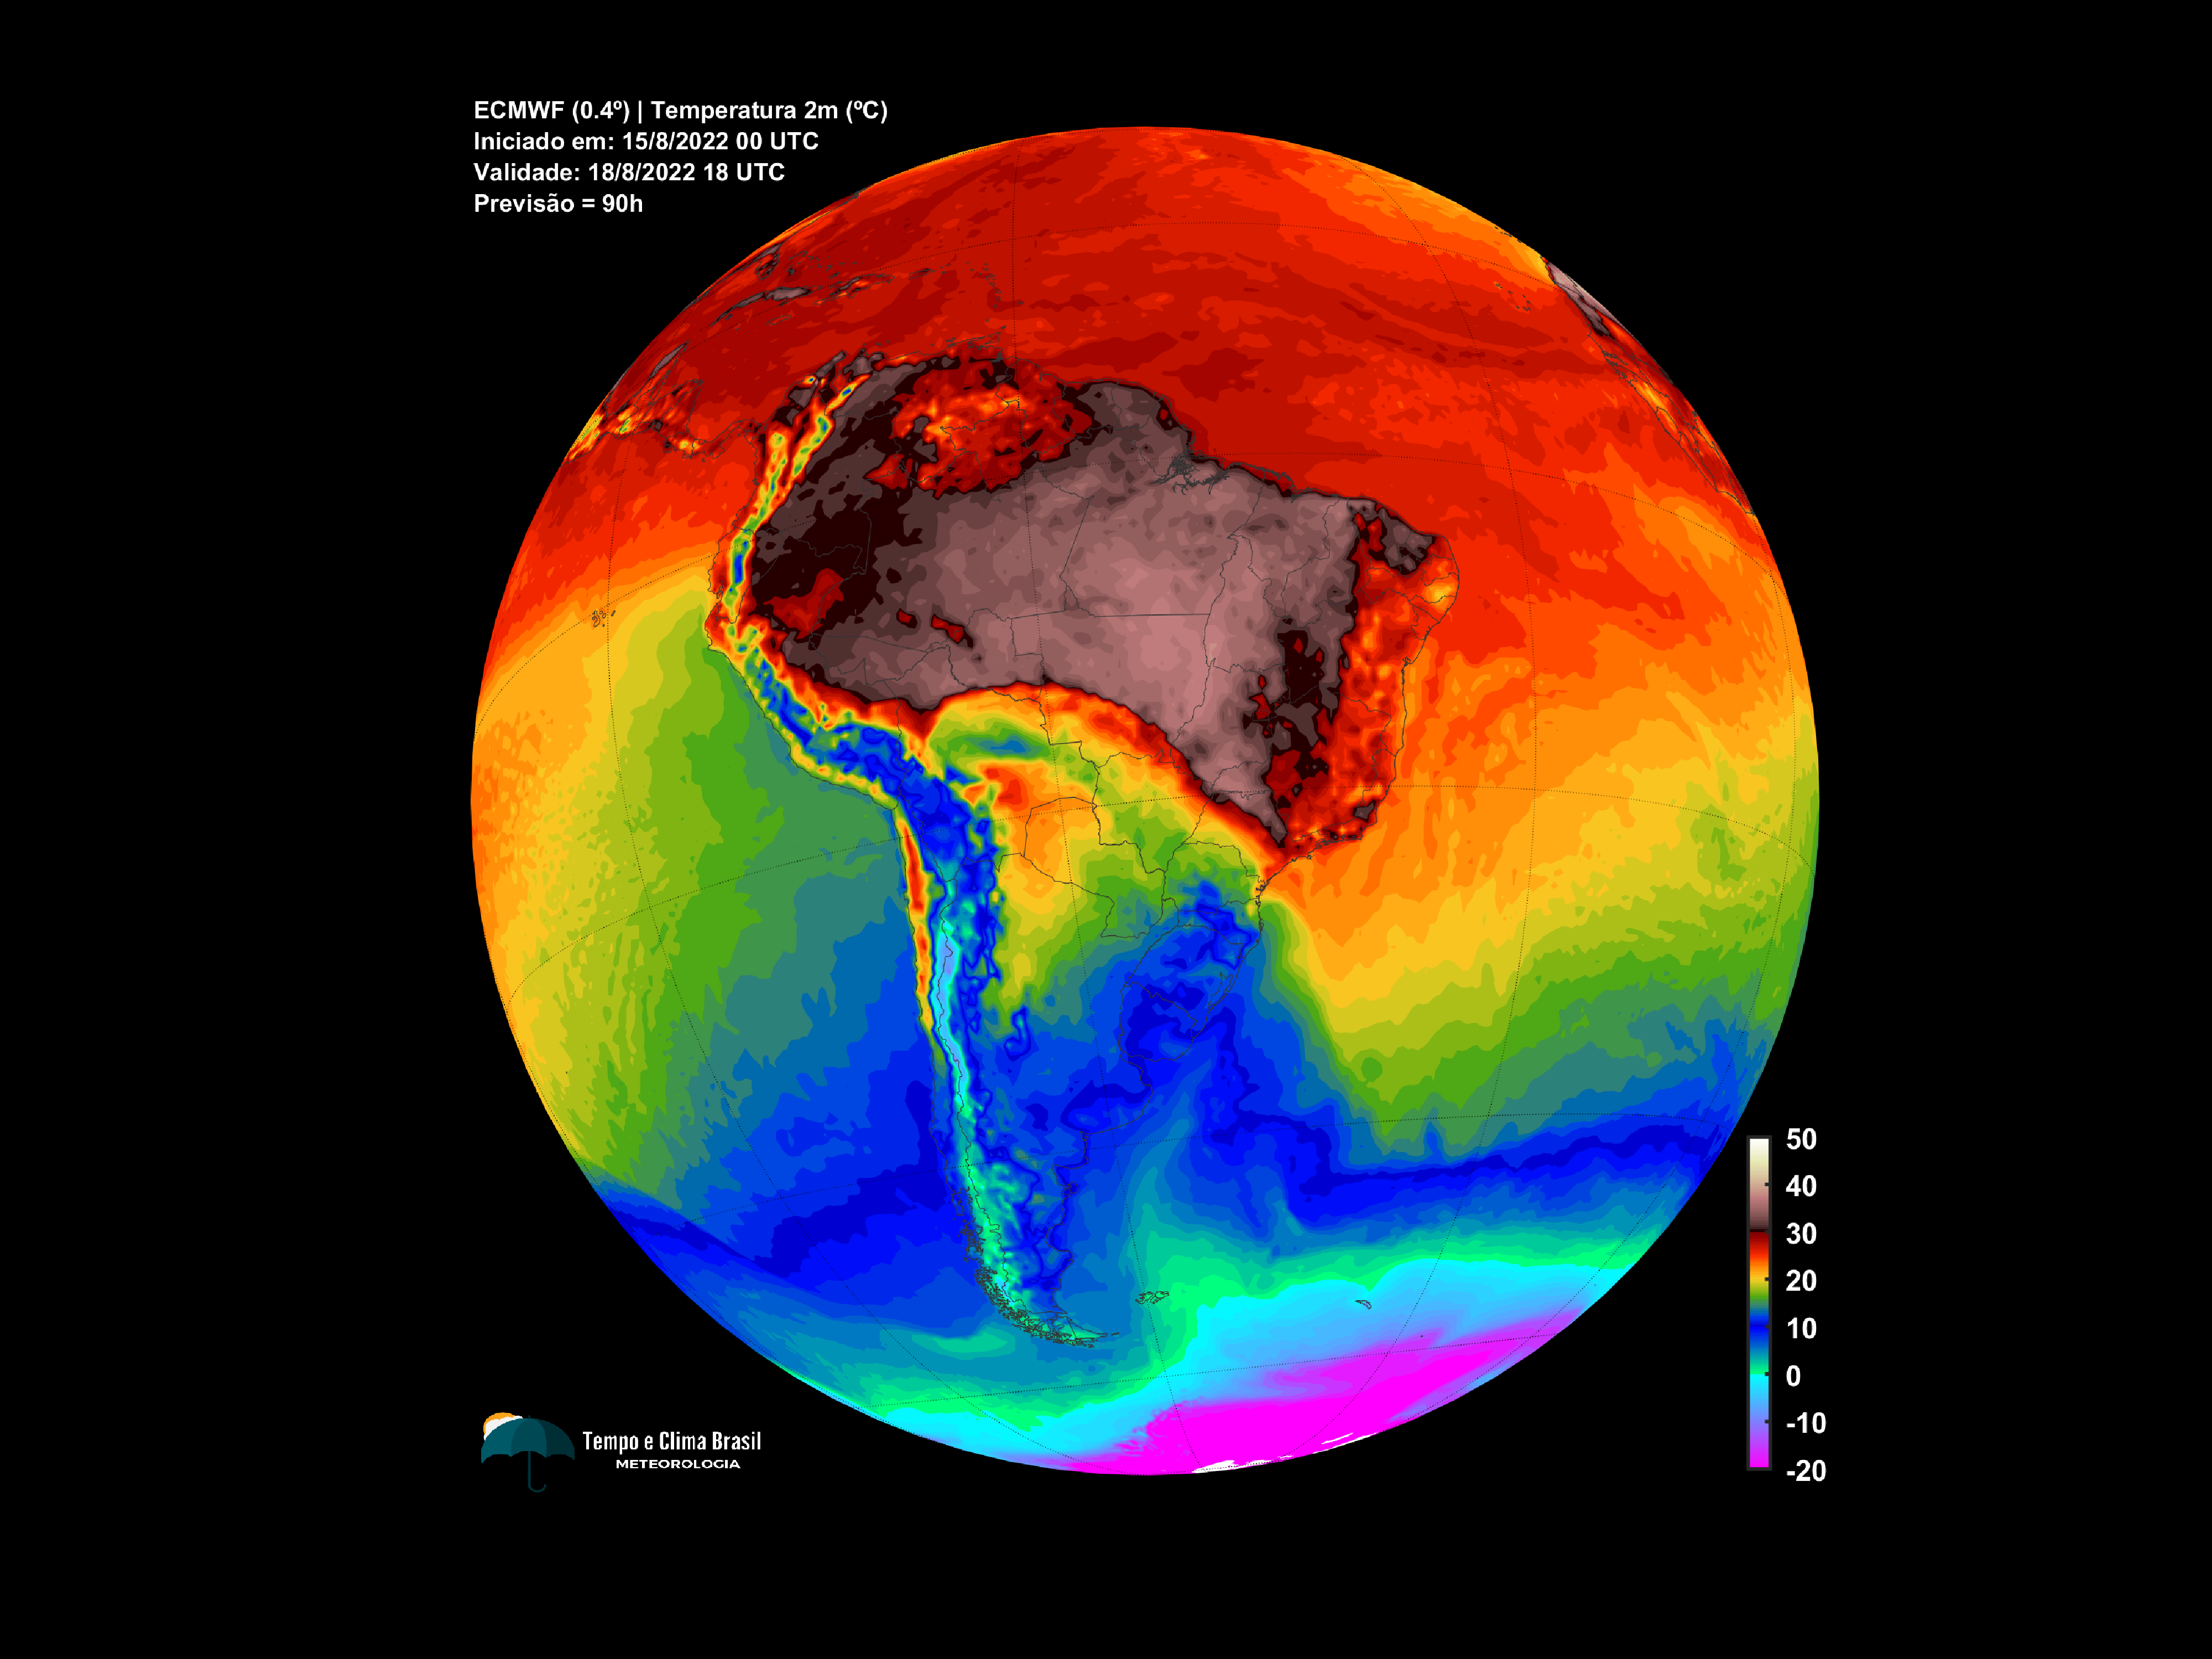 ECMWF (0.4º) | Temperatura 2m (ºC)
Iniciado em: 15/8/2022 00 UTC
Validade: 18/8/2022 18 UTC
Previsão = 90h
50
40
30
20
10
0
-10
-20
Tempo e Clima Brasil
METEOROLOGIA